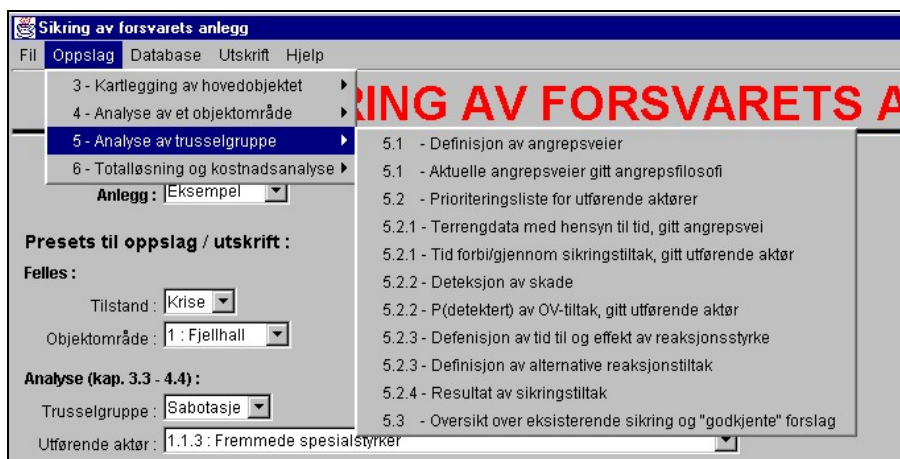 Sikring av forsvarets anlegg
Fil Oppslag Database Utskrift Hjelp
RING AV FORSVARETS A
3 - Kartlegging av hovedobjektet
4 - Analyse av et objektområde
5 - Analyse av trusselgruppe
6 - Totalløsning og kostnadsanalyse
5.1 - Definisjon av angrepsveier
5.1 - Aktuelle angrepsveier gitt angrepsfilosofi
5.2 - Prioriteringsliste for utførende aktører
5.2.1 - Terrengdata med hensyn til tid, gitt angrepsvei
5.2.1 - Tid forbi/gjennom sikringstiltak, gitt utførende aktør
5.2.2 - Deteksjon av skade
5.2.2 - P(detektert) av OV-tiltak, gitt utførende aktør
5.2.3 - Defenisjon av tid til og effekt av reaksjonsstyrke
5.2.3 - Definisjon av alternative reaksjonstiltak
5.2.4 - Resultat av sikringstiltak
5.3 - Oversikt over eksisterende sikring og "godkjente" forslag
Anlegg : Eksempel
Presets til oppslag / utskrift :
Felles :
Tilstand : Krise
Objektområde : 1 : Fjellhall
Analyse (kap. 3.3 - 4.4) :
Trusselgruppe : Sabotasje
Utførende aktør : 1.1.3 : Fremmede spesialstyrker